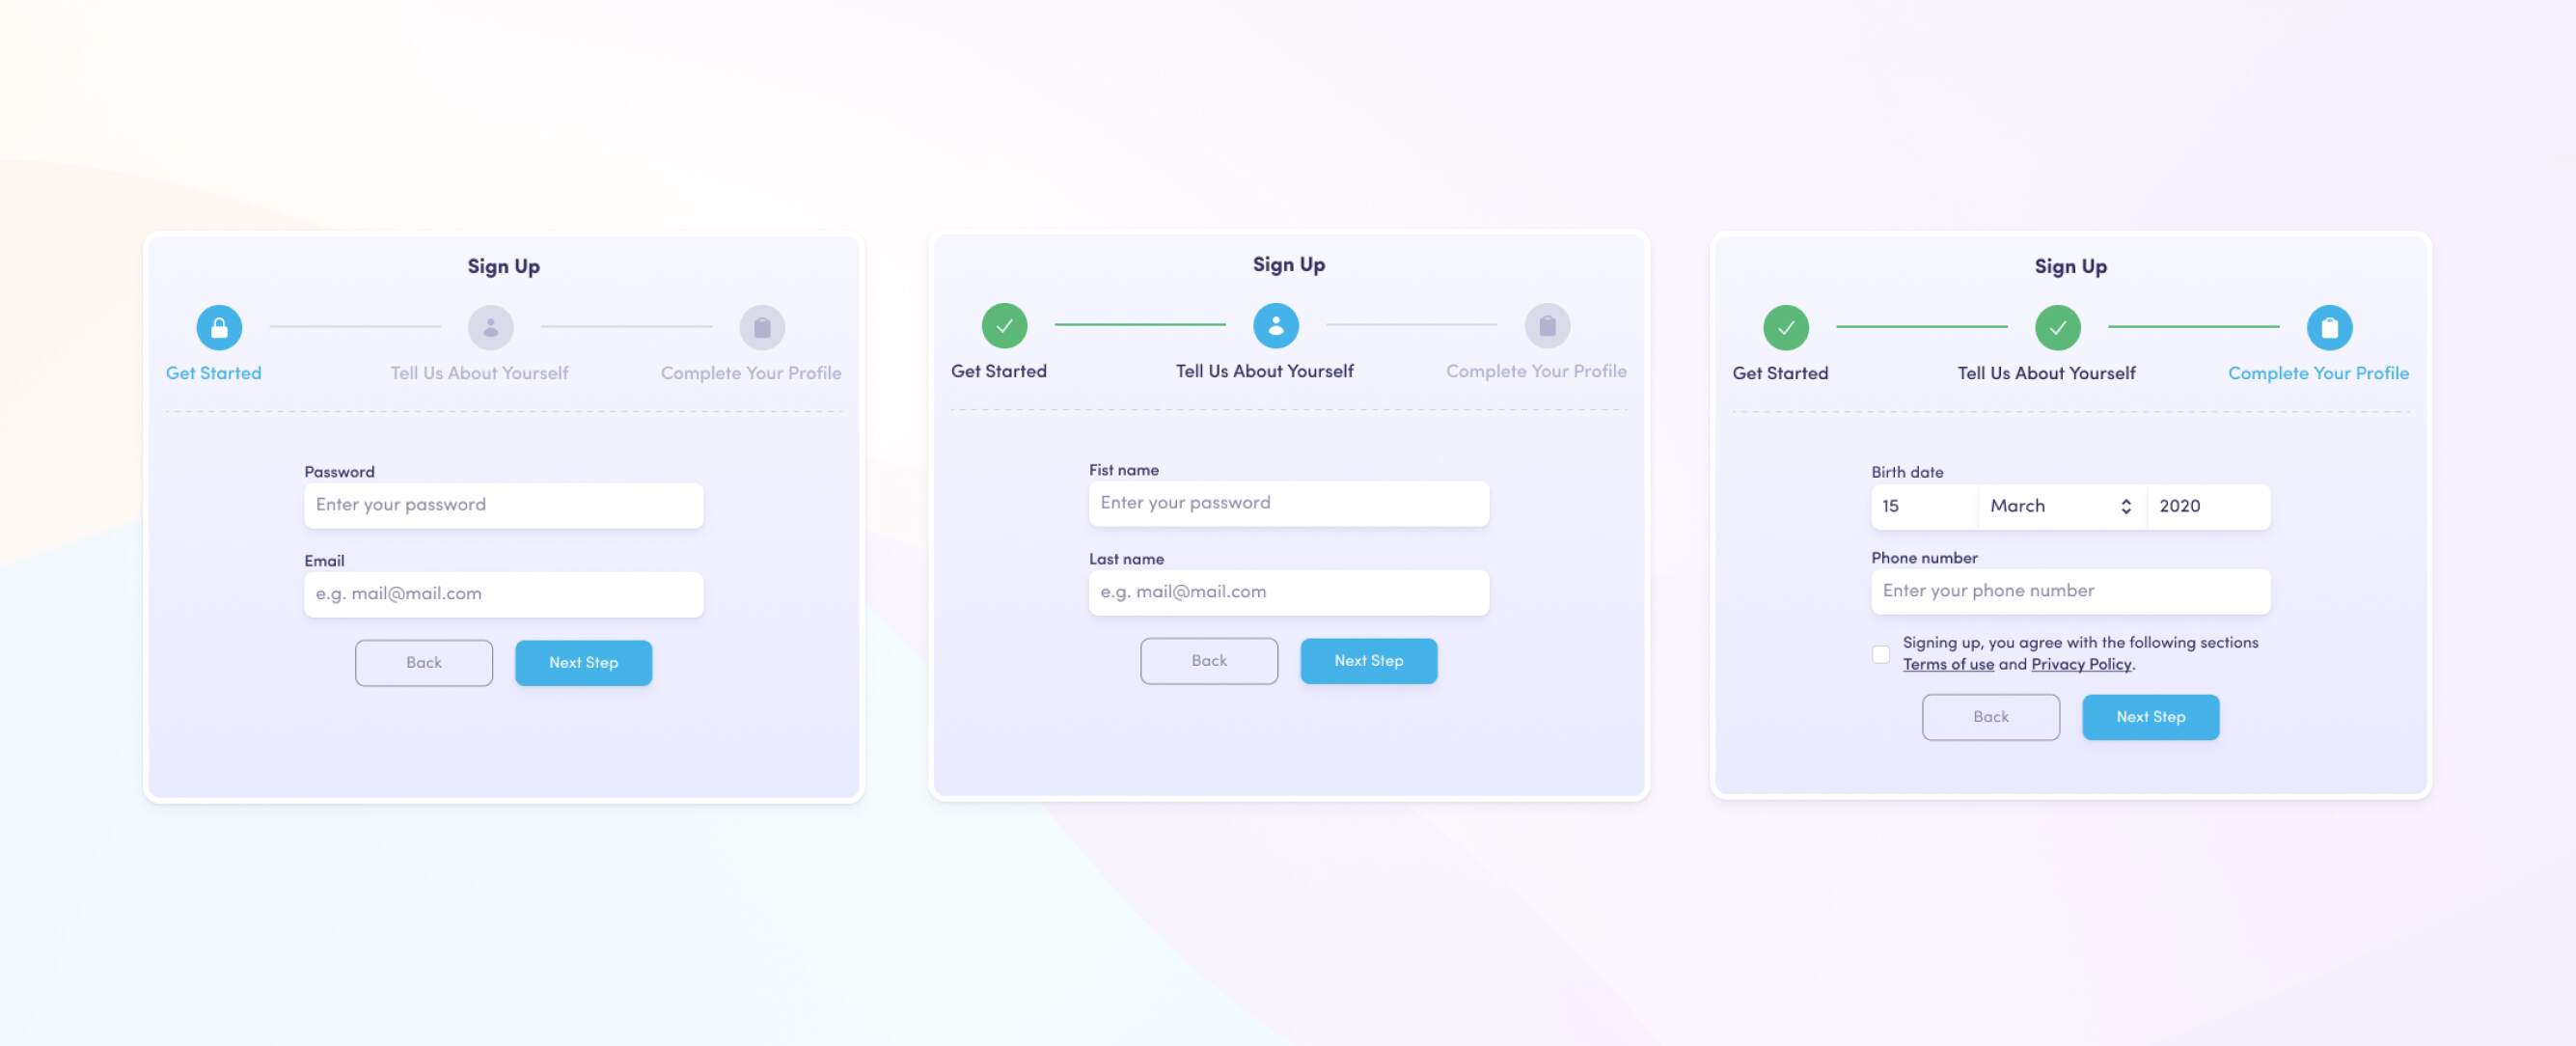 Sign Up
Get Started
Tell Us About Yourself
Complete Your Profile
Password
Enter your password
Email
e.g. mail@mail.com
Back
Next Step
Sign Up
Get Started
Tell Us About Yourself
Complete Your Profile
Fist name
Enter your password
Last name
e.g. mail@mail.com
Back
Next Step
Sign Up
Get Started
Tell Us About Yourself
Complete Your Profile
Birth date
15
March
2020
Phone number
Enter your phone number
Signing up, you agree with the following sections
Terms of use and Privacy Policy.
Back
Next Step